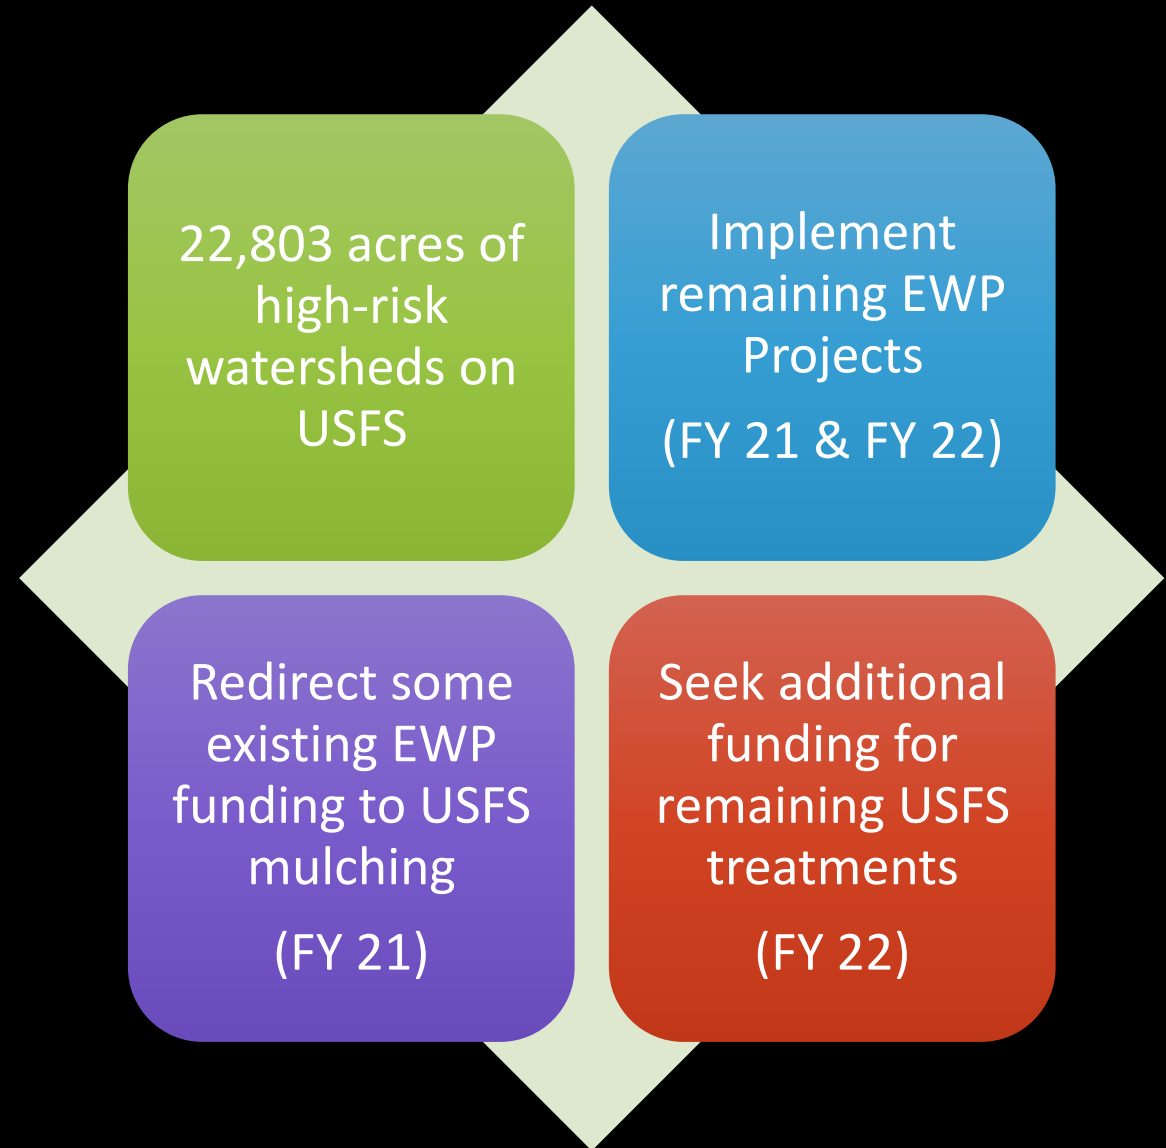 22,803 acres of
high-risk
watersheds on
USFS
Implement
remaining EWP
Projects
(FY 21 & FY 22)
Redirect some
existing EWP
funding to USFS
mulching
(FY 21)
Seek additional
funding for
remaining USFS
treatments
(FY 22)